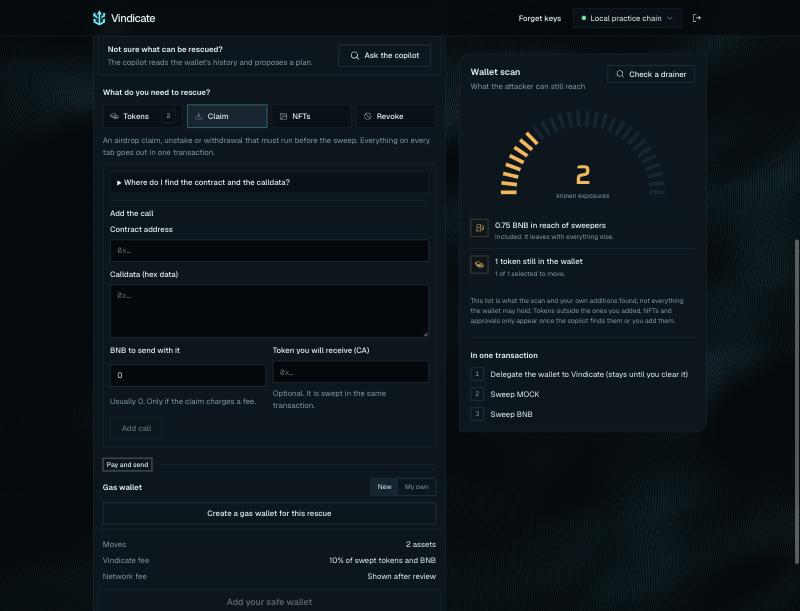 Vindicate
Forget keys
Local practice chain
Not sure what can be rescued?
The copilot reads the wallet's history and proposes a plan.
Ask the copilot
What do you need to rescue?
Tokens 2
Claim
NFTs
Revoke
An airdrop claim, unstake or withdrawal that must run before the sweep. Everything on every
tab goes out in one transaction.
Where do I find the contract and the calldata?
Add the call
Contract address
0x…
Calldata (hex data)
0x…
BNB to send with it
0
Usually 0. Only if the claim charges a fee.
Token you will receive (CA)
0x…
Optional. It is swept in the same
transaction.
Add call
Pay and send
Gas wallet
New
My own
Create a gas wallet for this rescue
Moves
2 assets
Vindicate fee
10% of swept tokens and BNB
Network fee
Shown after review
Add your safe wallet
Wallet scan
What the attacker can still reach
Check a drainer
2
known exposures
0.75 BNB in reach of sweepers
Included. It leaves with everything else.
1 token still in the wallet
1 of 1 selected to move.
This list is what the scan and your own additions found, not everything
the wallet may hold. Tokens outside the ones you added, NFTs and
approvals only appear once the copilot finds them or you add them.
In one transaction
1 Delegate the wallet to Vindicate (stays until you clear it)
2 Sweep MOCK
3 Sweep BNB